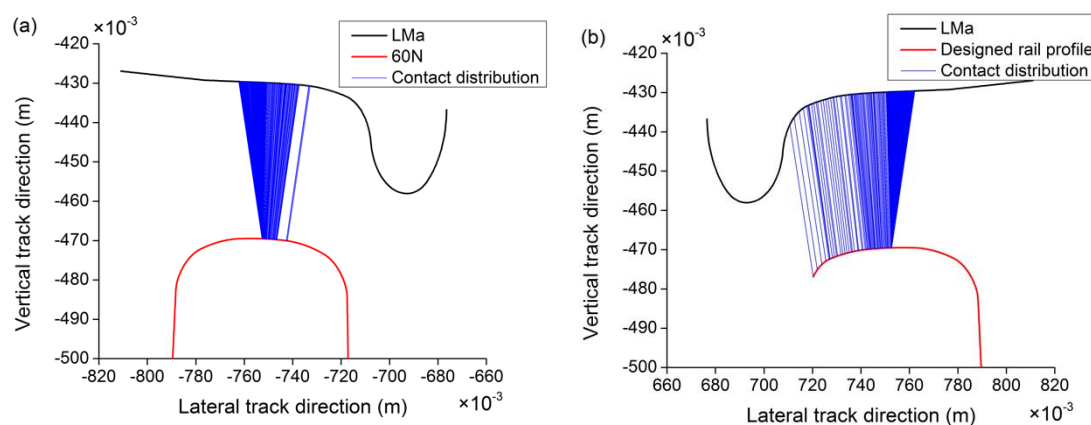 (a)
×10⁻³
LMa
60N
Contact distribution
-420
-430
-440
-450
-460
-470
-480
-490
-500
Vertical track direction (m)
-820 -800 -780 -760 -740 -720 -700 -680 -660
Lateral track direction (m) ×10⁻³
(b)
×10⁻³
LMa
Designed rail profile
Contact distribution
-420
-430
-440
-450
-460
-470
-480
-490
-500
Vertical track direction (m)
660 680 700 720 740 760 780 800 820
Lateral track direction (m) ×10⁻³